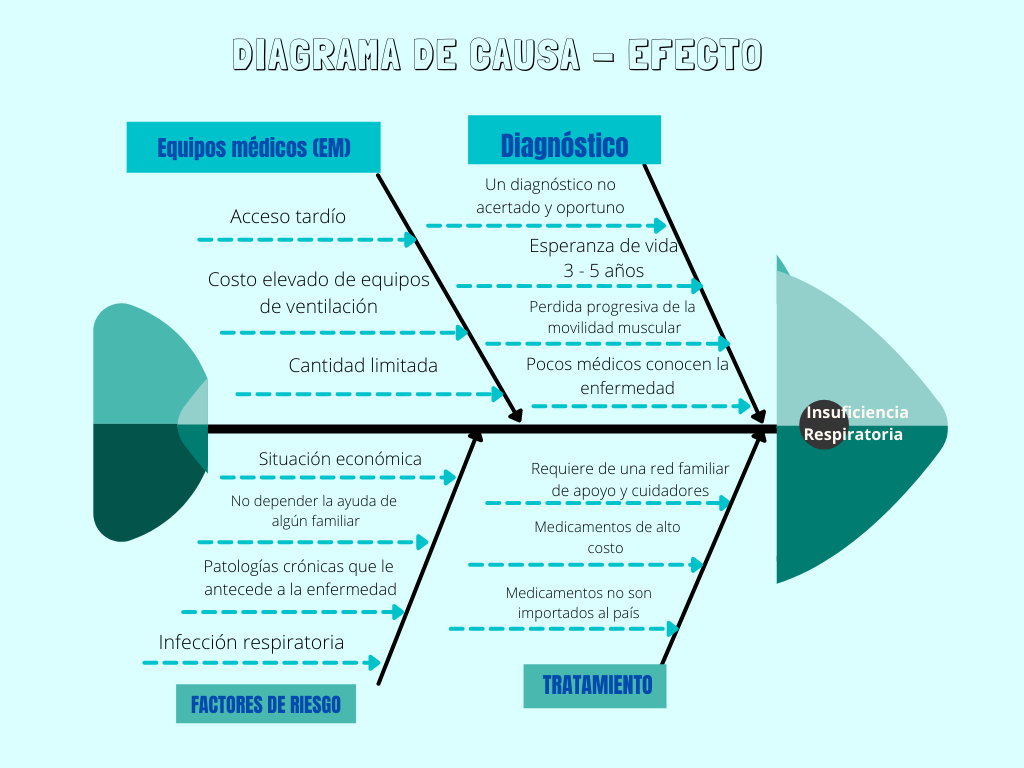 DIAGRAMA DE CAUSA - EFECTO
Equipos médicos (EM)
Acceso tardío
Costo elevado de equipos
de ventilación
Cantidad limitada
Diagnóstico
Un diagnóstico no
acertado y oportuno
Esperanza de vida
3 - 5 años
Perdida progresiva de la
movilidad muscular
Pocos médicos conocen la
enfermedad
Insuficiencia
Respiratoria
Situación económica
No depender la ayuda de
algún familiar
Patologías crónicas que le
antecede a la enfermedad
Infección respiratoria
FACTORES DE RIESGO
Requiere de una red familiar
de apoyo y cuidadores
Medicamentos de alto
costo
Medicamentos no son
importados al país
TRATAMIENTO